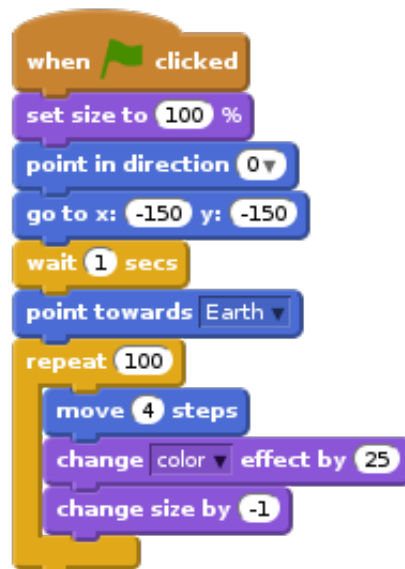 when clicked
set size to 100 %
point in direction 0
go to x: -150 y: -150
wait 1 secs
point towards Earth
repeat 100
move 4 steps
change color effect by 25
change size by -1